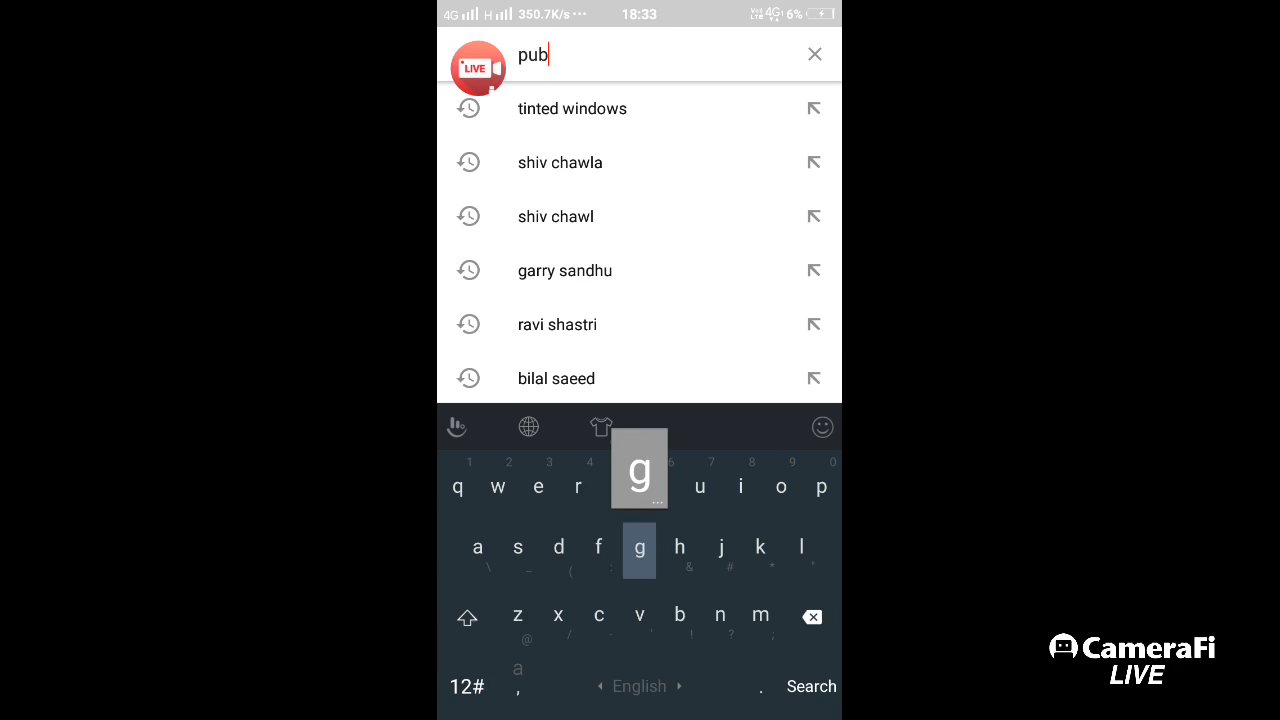 4G H 350.7K/s ... 18:33 VoLTE 4G 6%
LIVE
pub
tinted windows
shiv chawla
shiv chawl
garry sandhu
ravi shastri
bilal saeed
g
1 2 3 4 6 7 8 9 0
q w e r u i o p
a s d f g h j k l
\ _ ( : & # * '
z x c v b n m
@ / - ' ! ? ;
a
12# , English . Search
CameraFi
LIVE